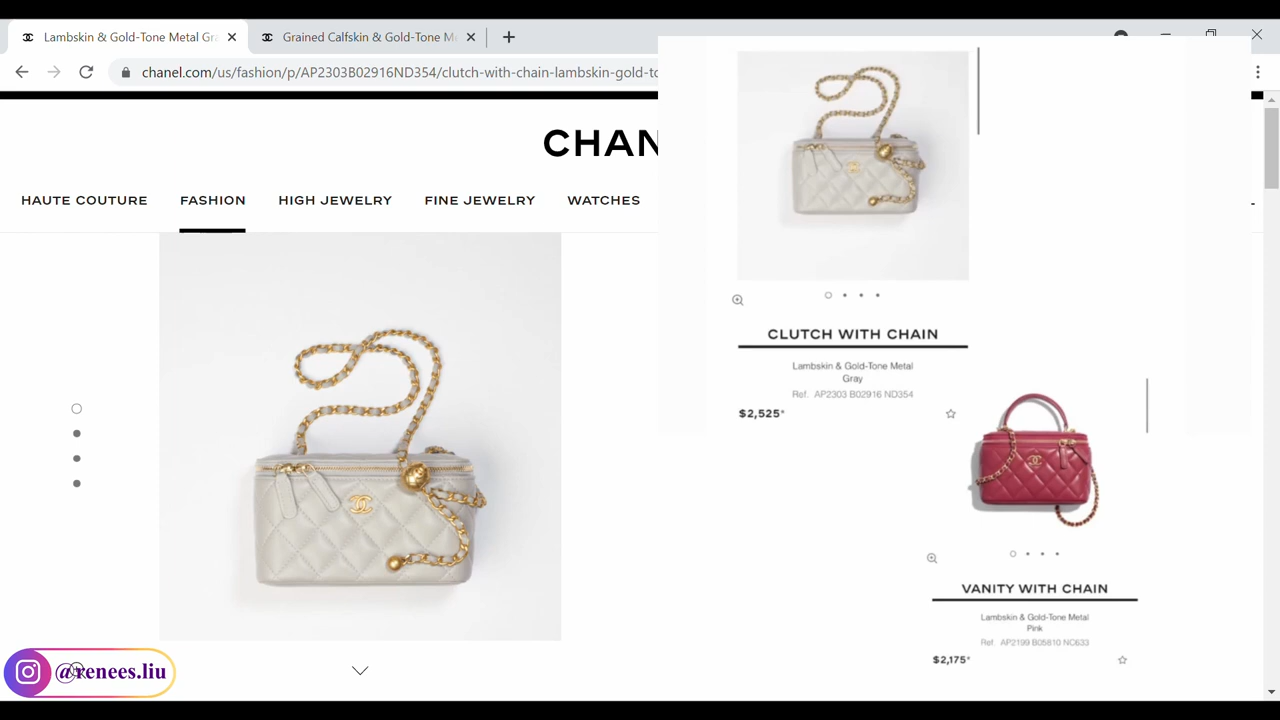 Lambskin & Gold-Tone Metal Gra
Grained Calfskin & Gold-Tone M
chanel.com/us/fashion/p/AP2303B02916ND354/clutch-with-chain-lambskin-gold-to
CHAN
HAUTE COUTURE
FASHION
HIGH JEWELRY
FINE JEWELRY
WATCHES
CLUTCH WITH CHAIN
Lambskin & Gold-Tone Metal
Gray
Ref. AP2303 B02916 ND354
$2,525*
VANITY WITH CHAIN
Lambskin & Gold-Tone Metal
Pink
Ref. AP2199 B05810 NC633
$2,175*
@renees.liu